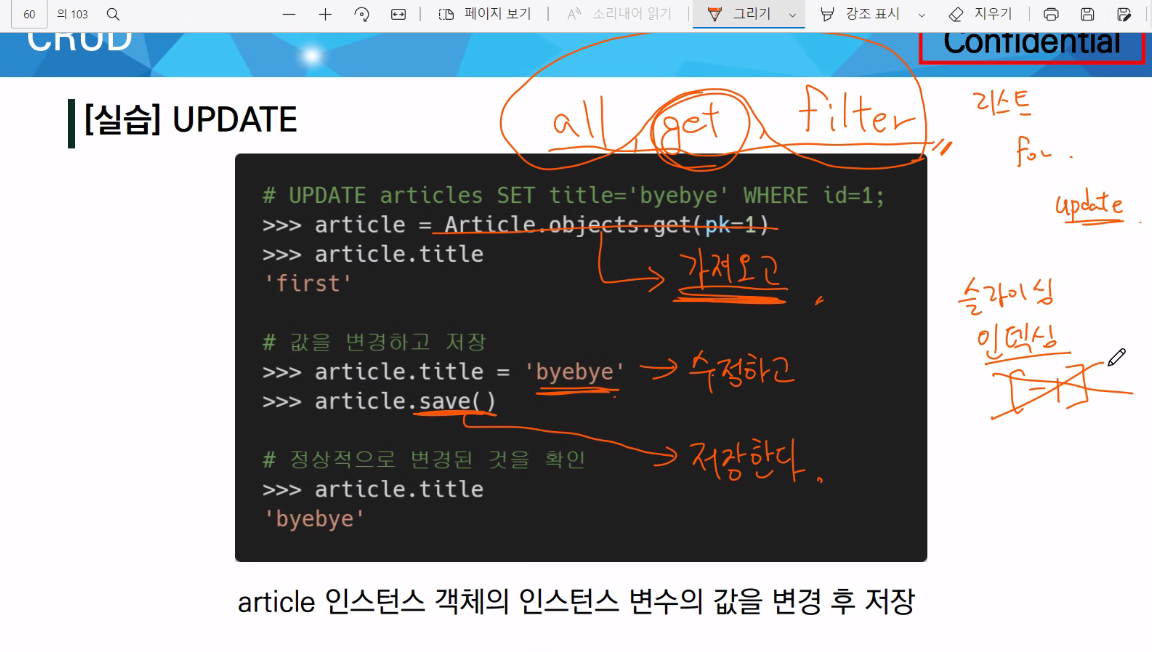 60 의 103 페이지 보기 소리내어 읽기 그리기 강조 표시 지우기
CRUD
Confidential
[실습] UPDATE
all, get, filter
리스트
for .
update .
# UPDATE articles SET title='byebye' WHERE id=1;
>>> article = Article.objects.get(pk=1)
>>> article.title
'first'
가져오고
# 값을 변경하고 저장
>>> article.title = 'byebye' → 수정하고
>>> article.save()
저장한다.
# 정상적으로 변경된 것을 확인
>>> article.title
'byebye'
슬라이싱
인덱싱
[-1]
article 인스턴스 객체의 인스턴스 변수의 값을 변경 후 저장